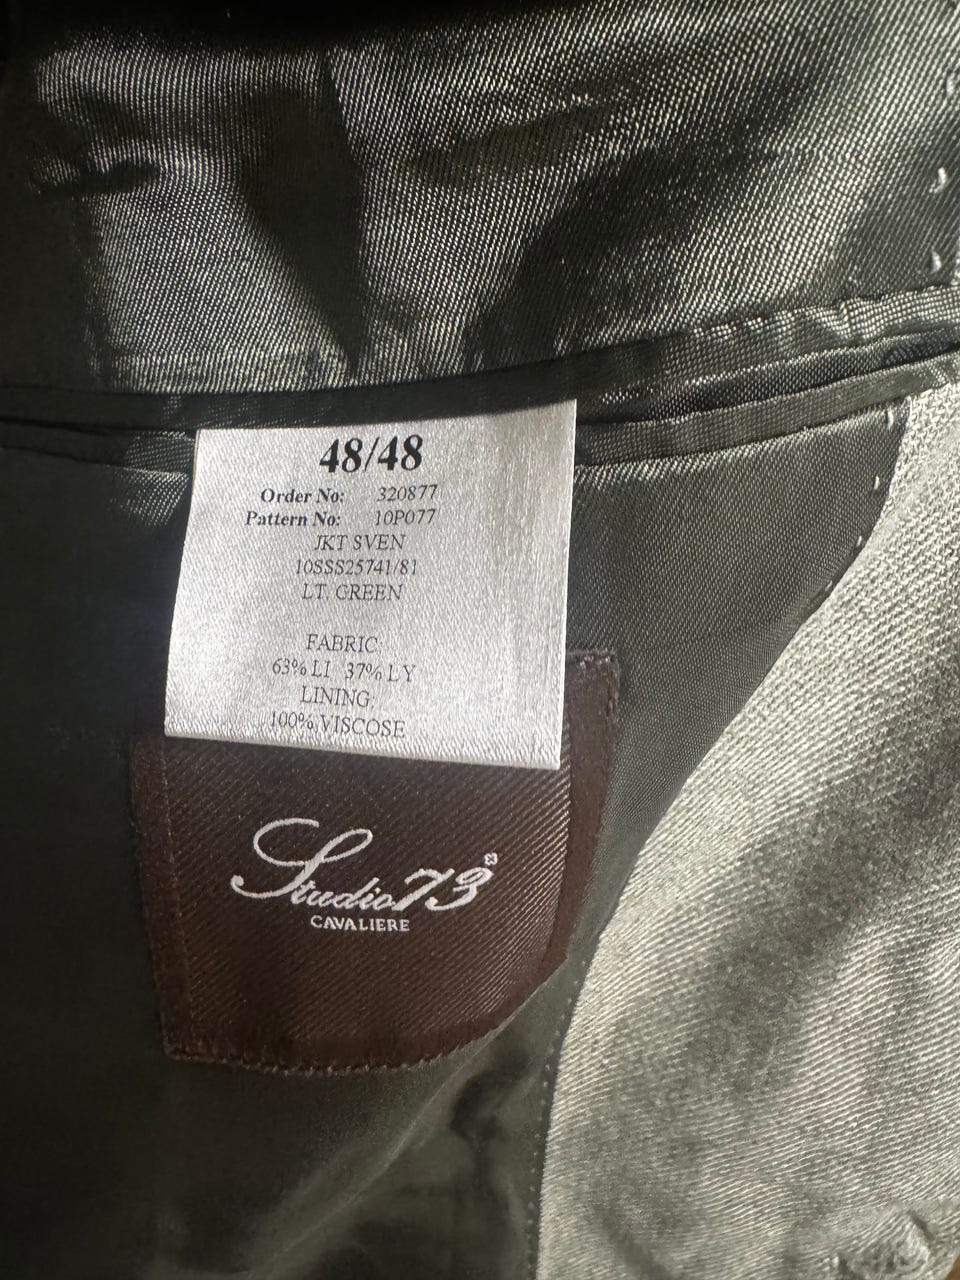 48/48
Order No: 320877
Pattern No: 10P077
JKT SVEN
10SSS25741/81
LT. GREEN
FABRIC:
63% LI 37% LY
LINING:
100% VISCOSE
Studio73
CAVALIERE